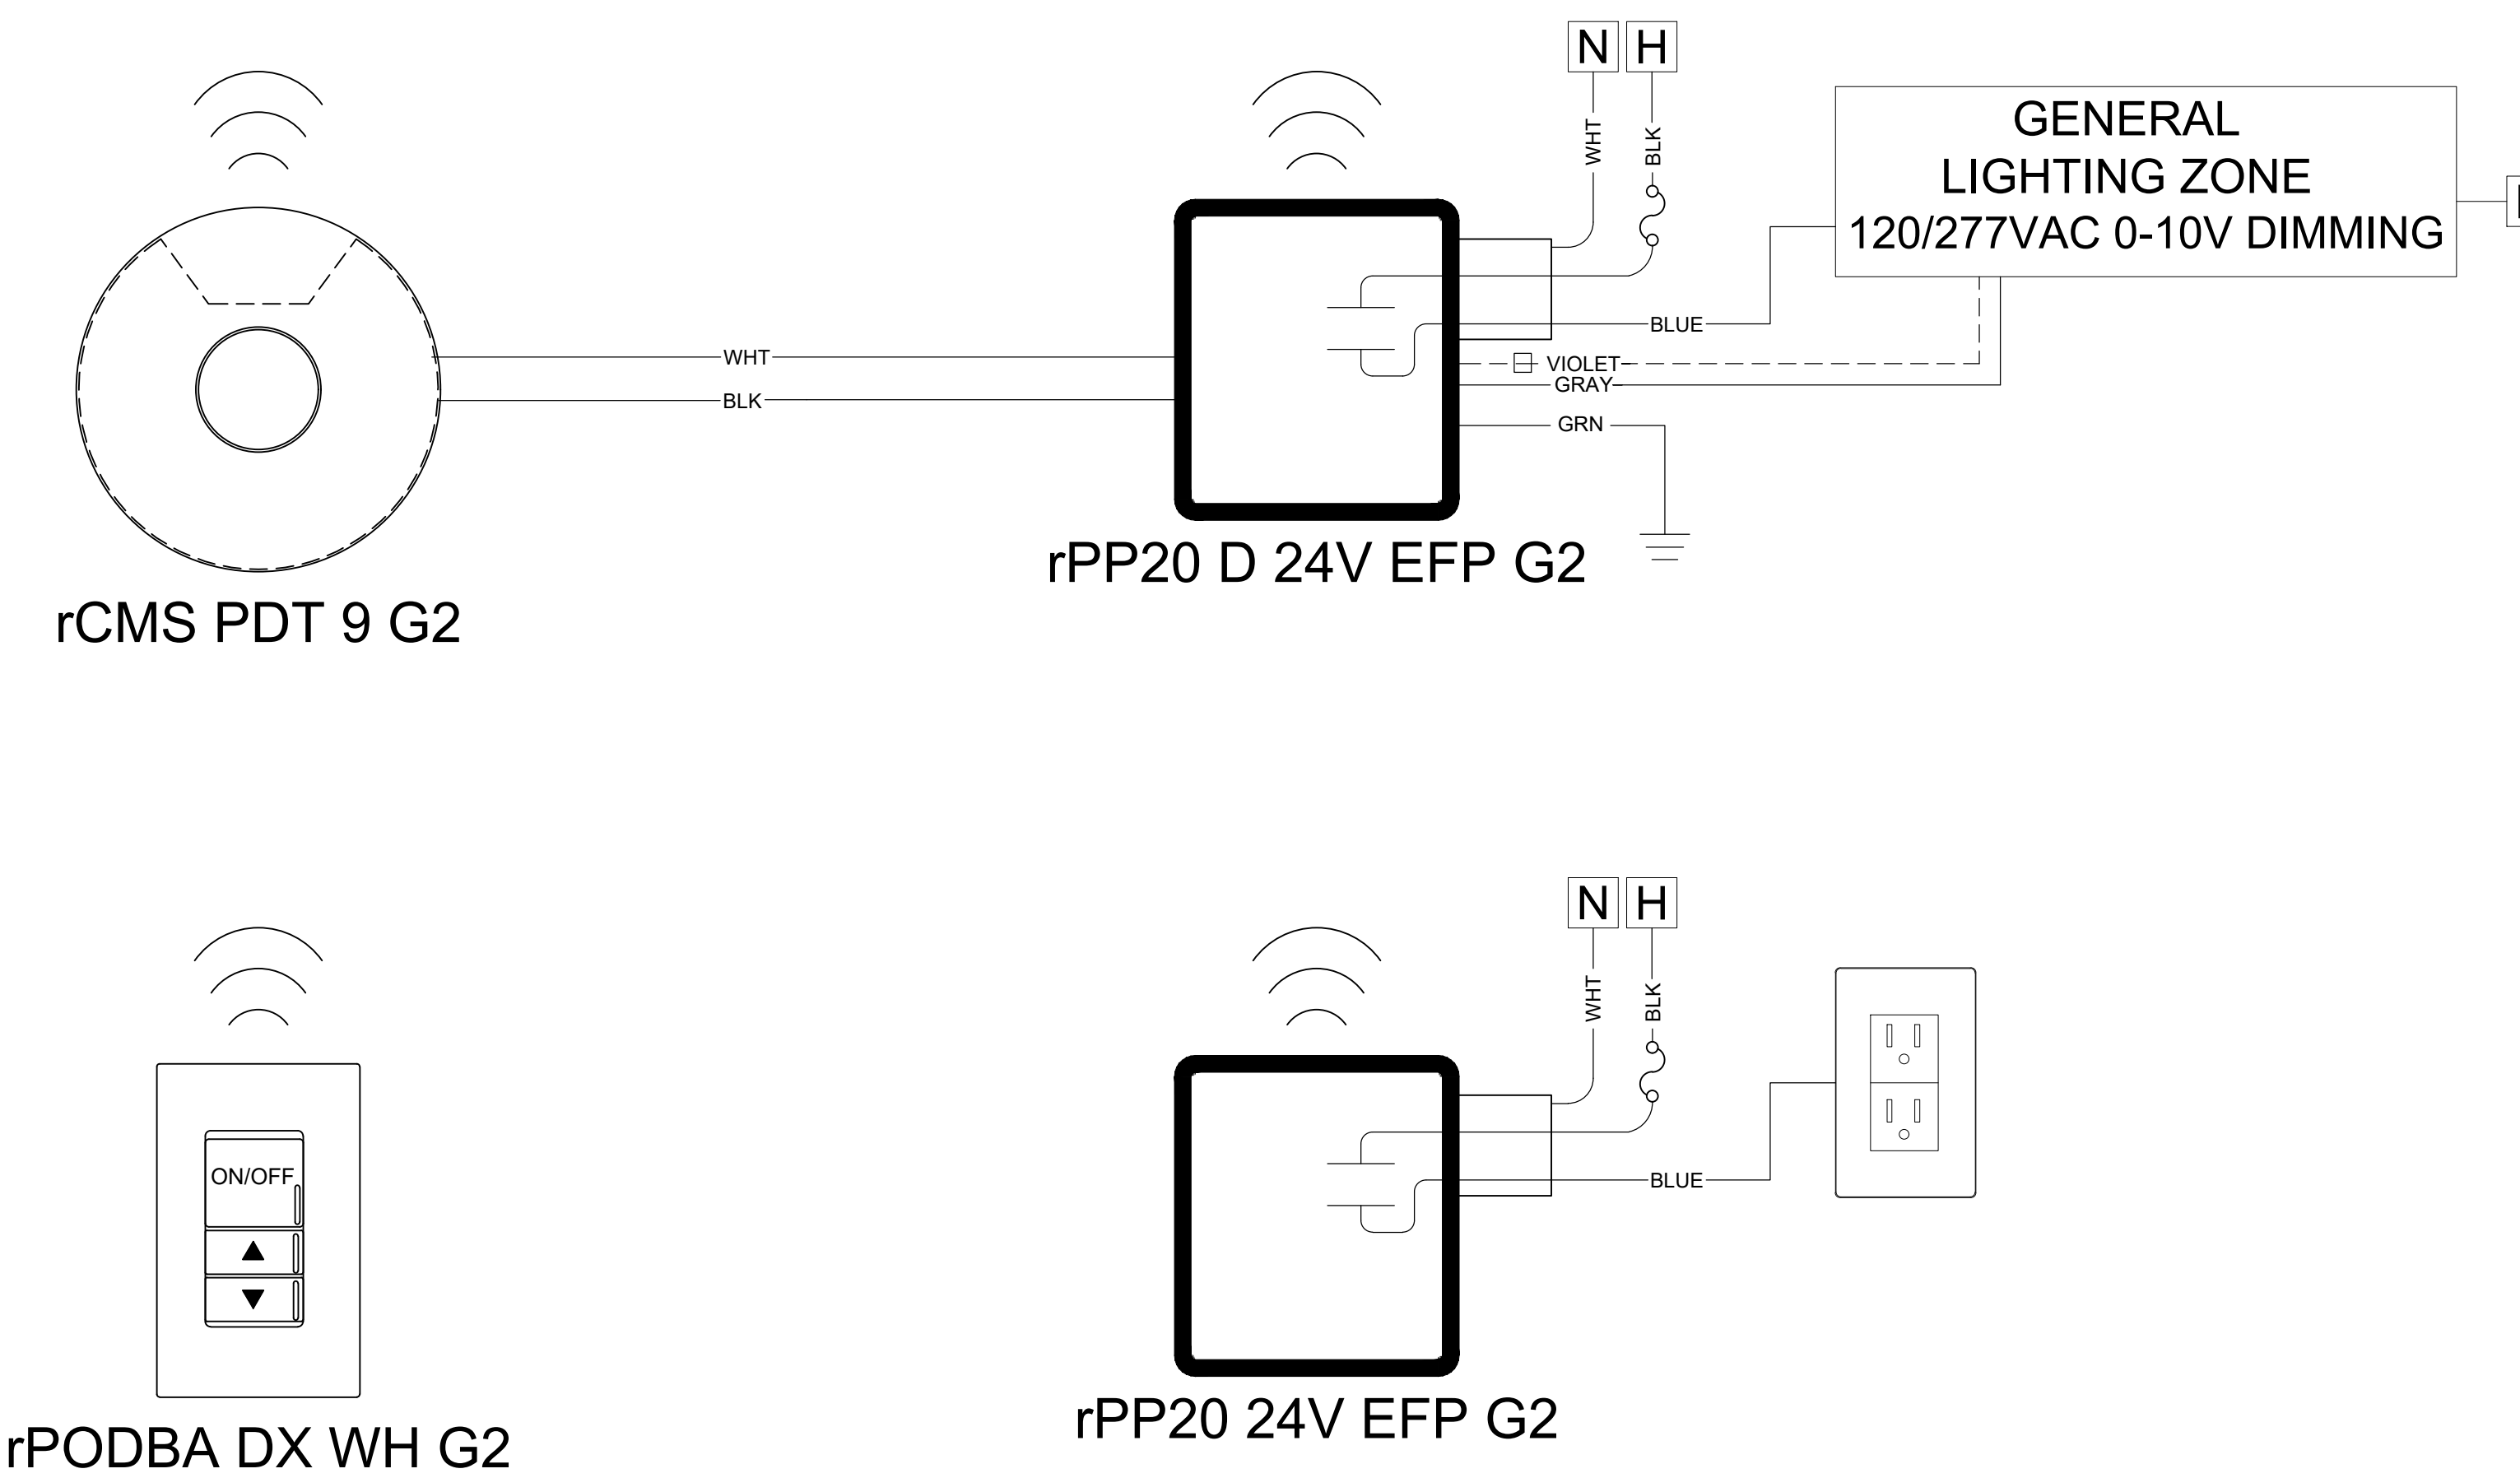 N H
WHT
BLK
GENERAL
LIGHTING ZONE
120/277VAC 0-10V DIMMING
BLUE
WHT
VIOLET
GRAY
BLK
GRN
rPP20 D 24V EFP G2
rCMS PDT 9 G2
N H
WHT
BLK
ON/OFF
BLUE
rPP20 24V EFP G2
rPODBA DX WH G2